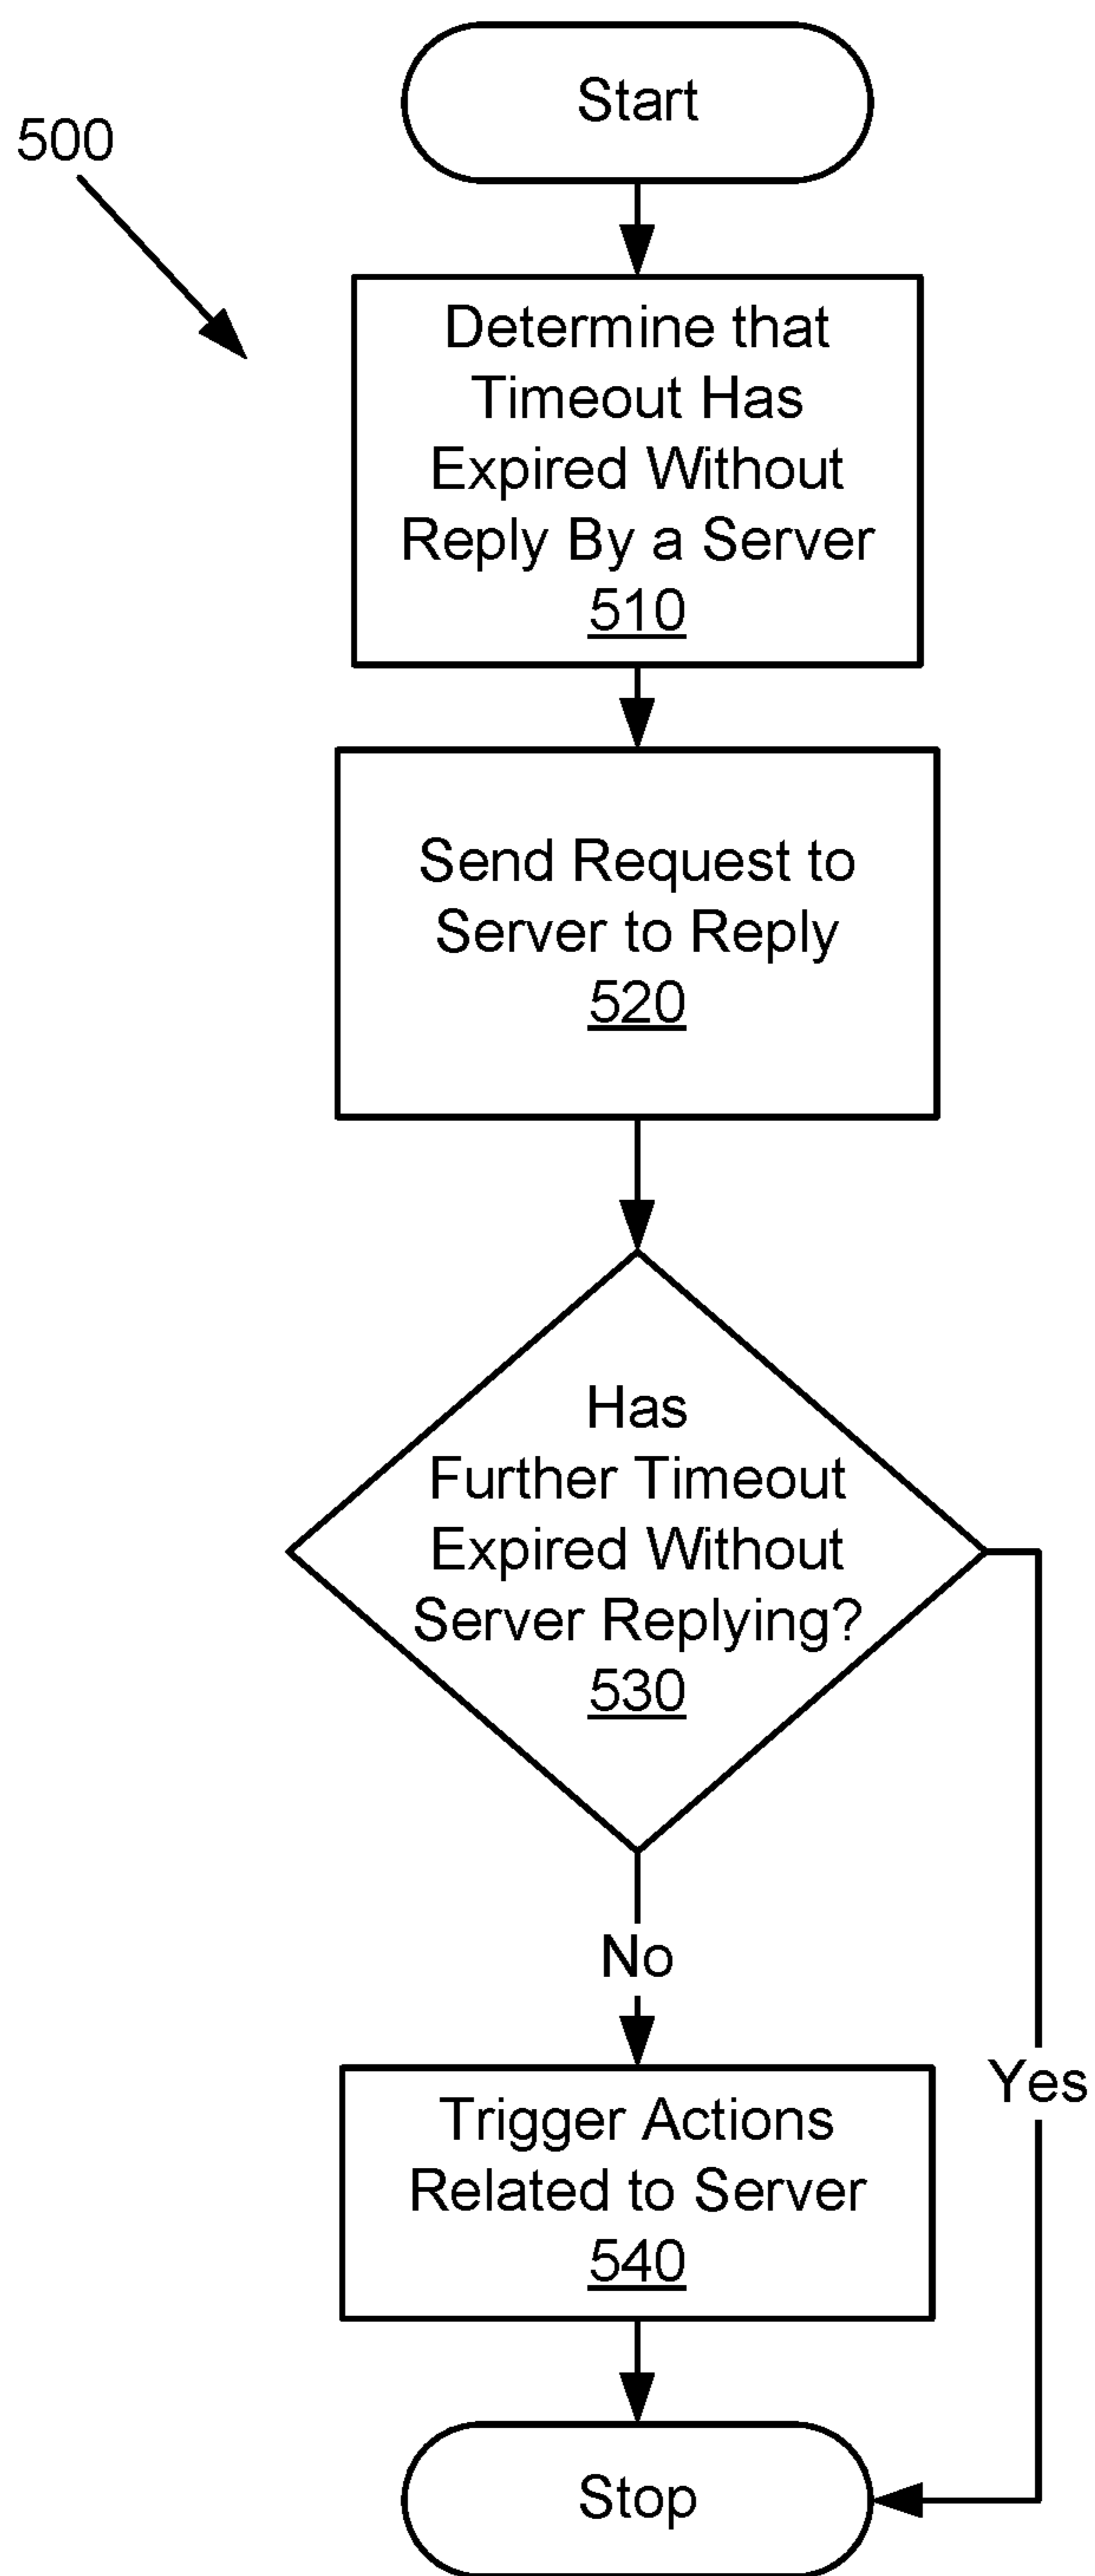 Start
500
Determine that
Timeout Has
Expired Without
Reply By a Server
510
Send Request to
Server to Reply
520
Has
Further Timeout
Expired Without
Server Replying?
530
No
Yes
Trigger Actions
Related to Server
540
Stop